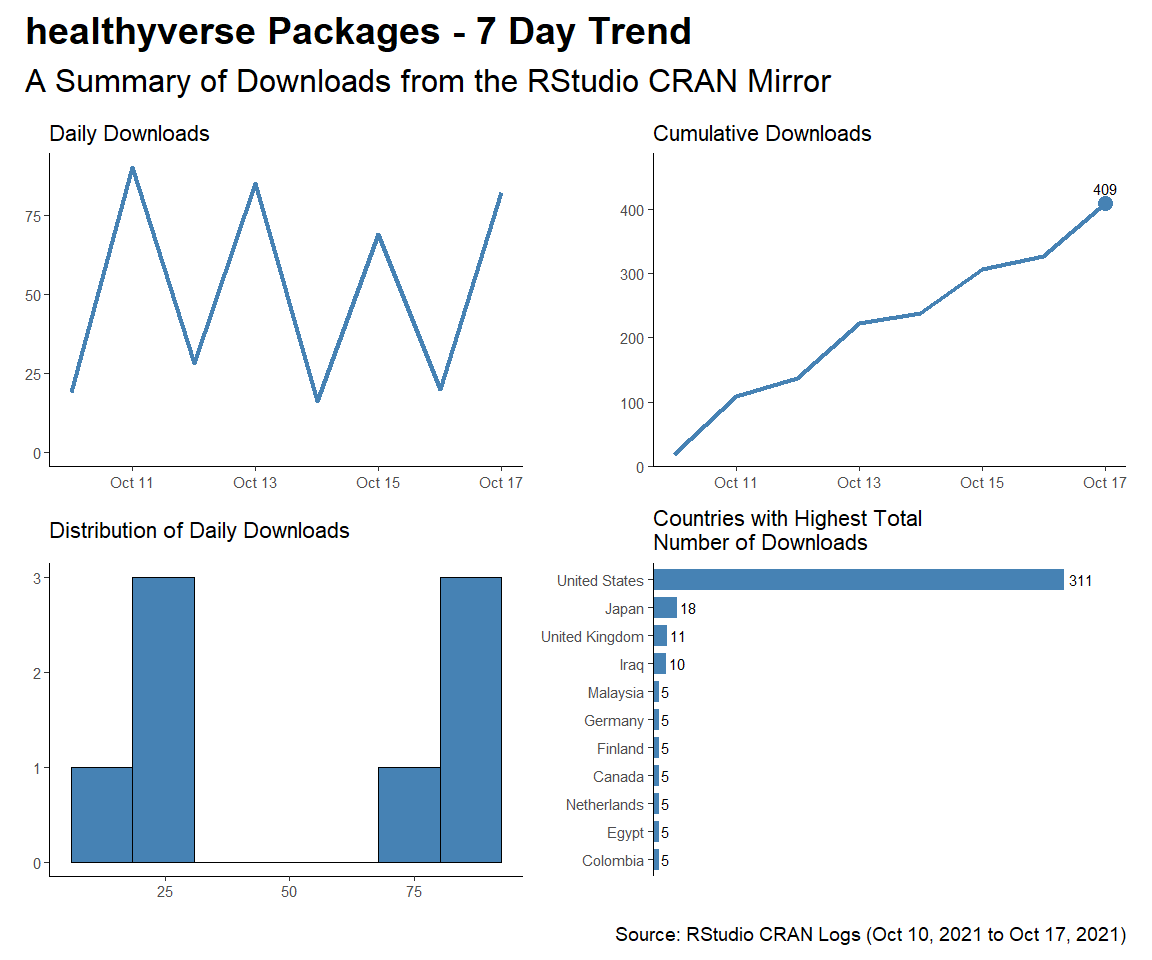 healthyverse Packages - 7 Day Trend
A Summary of Downloads from the RStudio CRAN Mirror
Daily Downloads
75
50
25
0
Oct 11 Oct 13 Oct 15 Oct 17
Cumulative Downloads
409
400
300
200
100
0
Oct 11 Oct 13 Oct 15 Oct 17
Distribution of Daily Downloads
3
2
1
0
25 50 75
Countries with Highest Total
Number of Downloads
United States 311
Japan 18
United Kingdom 11
Iraq 10
Malaysia 5
Germany 5
Finland 5
Canada 5
Netherlands 5
Egypt 5
Colombia 5
Source: RStudio CRAN Logs (Oct 10, 2021 to Oct 17, 2021)